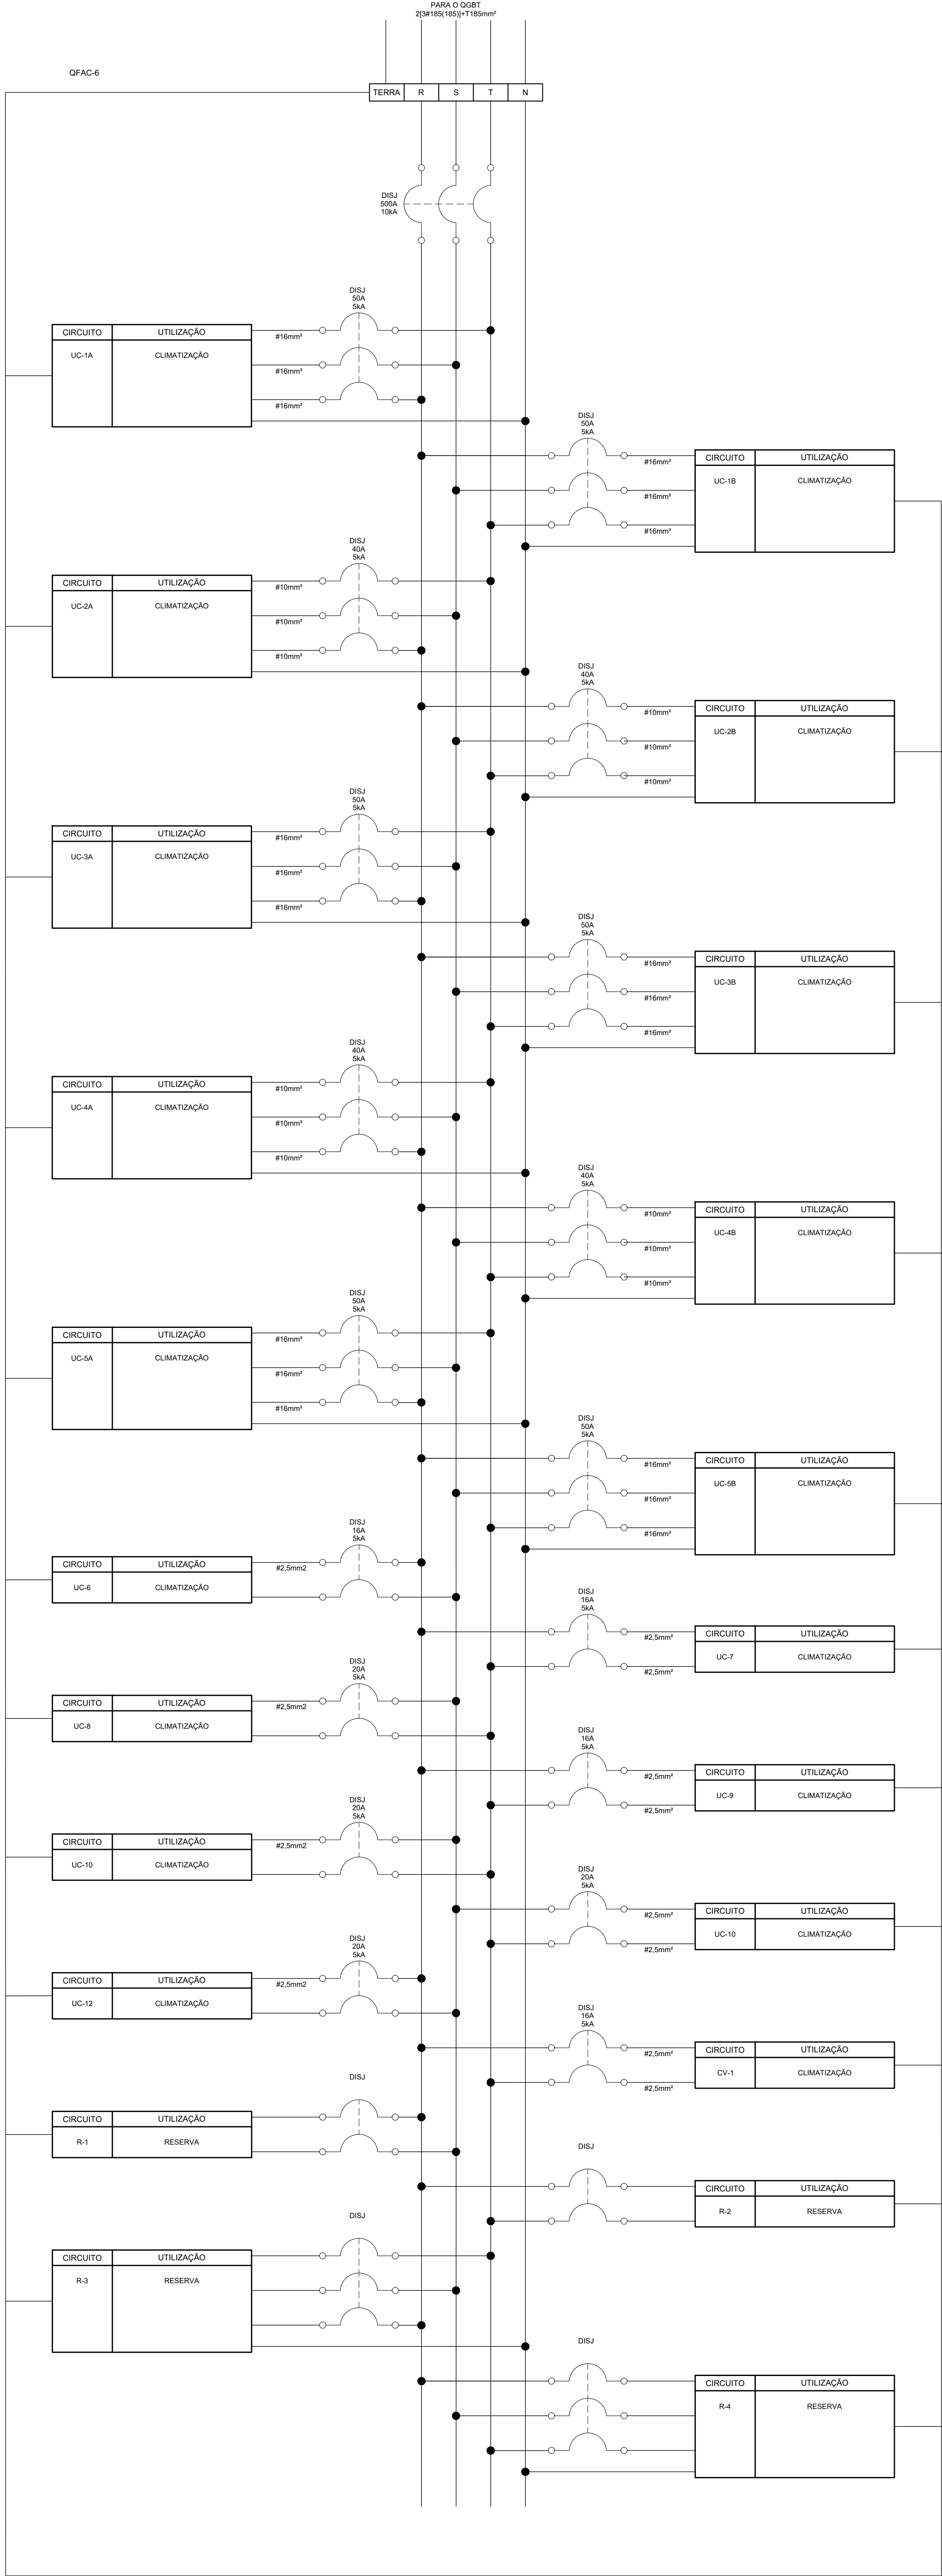 PARA O QGBT
2[3#185(185)]+T185mm²
QFAC-6
TERRA R S T N
DISJ
500A
10kA
DISJ
50A
5kA
CIRCUITO UTILIZAÇÃO
UC-1A CLIMATIZAÇÃO
#16mm²
#16mm²
#16mm²
DISJ
50A
5kA
CIRCUITO UTILIZAÇÃO
UC-1B CLIMATIZAÇÃO
#16mm²
#16mm²
#16mm²
DISJ
40A
5kA
CIRCUITO UTILIZAÇÃO
UC-2A CLIMATIZAÇÃO
#10mm²
#10mm²
#10mm²
DISJ
40A
5kA
CIRCUITO UTILIZAÇÃO
UC-2B CLIMATIZAÇÃO
#10mm²
#10mm²
#10mm²
DISJ
50A
5kA
CIRCUITO UTILIZAÇÃO
UC-3A CLIMATIZAÇÃO
#16mm²
#16mm²
#16mm²
DISJ
50A
5kA
CIRCUITO UTILIZAÇÃO
UC-3B CLIMATIZAÇÃO
#16mm²
#16mm²
#16mm²
DISJ
40A
5kA
CIRCUITO UTILIZAÇÃO
UC-4A CLIMATIZAÇÃO
#10mm²
#10mm²
#10mm²
DISJ
40A
5kA
CIRCUITO UTILIZAÇÃO
UC-4B CLIMATIZAÇÃO
#10mm²
#10mm²
#10mm²
DISJ
50A
5kA
CIRCUITO UTILIZAÇÃO
UC-5A CLIMATIZAÇÃO
#16mm²
#16mm²
#16mm²
DISJ
50A
5kA
CIRCUITO UTILIZAÇÃO
UC-5B CLIMATIZAÇÃO
#16mm²
#16mm²
#16mm²
DISJ
16A
5kA
CIRCUITO UTILIZAÇÃO
UC-6 CLIMATIZAÇÃO
#2,5mm2
DISJ
16A
5kA
CIRCUITO UTILIZAÇÃO
UC-7 CLIMATIZAÇÃO
#2,5mm²
#2,5mm²
DISJ
20A
5kA
CIRCUITO UTILIZAÇÃO
UC-8 CLIMATIZAÇÃO
#2,5mm2
DISJ
16A
5kA
CIRCUITO UTILIZAÇÃO
UC-9 CLIMATIZAÇÃO
#2,5mm²
#2,5mm²
DISJ
20A
5kA
CIRCUITO UTILIZAÇÃO
UC-10 CLIMATIZAÇÃO
#2,5mm2
DISJ
20A
5kA
CIRCUITO UTILIZAÇÃO
UC-10 CLIMATIZAÇÃO
#2,5mm²
#2,5mm²
DISJ
20A
5kA
CIRCUITO UTILIZAÇÃO
UC-12 CLIMATIZAÇÃO
#2,5mm2
DISJ
16A
5kA
CIRCUITO UTILIZAÇÃO
CV-1 CLIMATIZAÇÃO
#2,5mm²
#2,5mm²
DISJ
CIRCUITO UTILIZAÇÃO
R-1 RESERVA
DISJ
CIRCUITO UTILIZAÇÃO
R-2 RESERVA
DISJ
CIRCUITO UTILIZAÇÃO
R-3 RESERVA
DISJ
CIRCUITO UTILIZAÇÃO
R-4 RESERVA